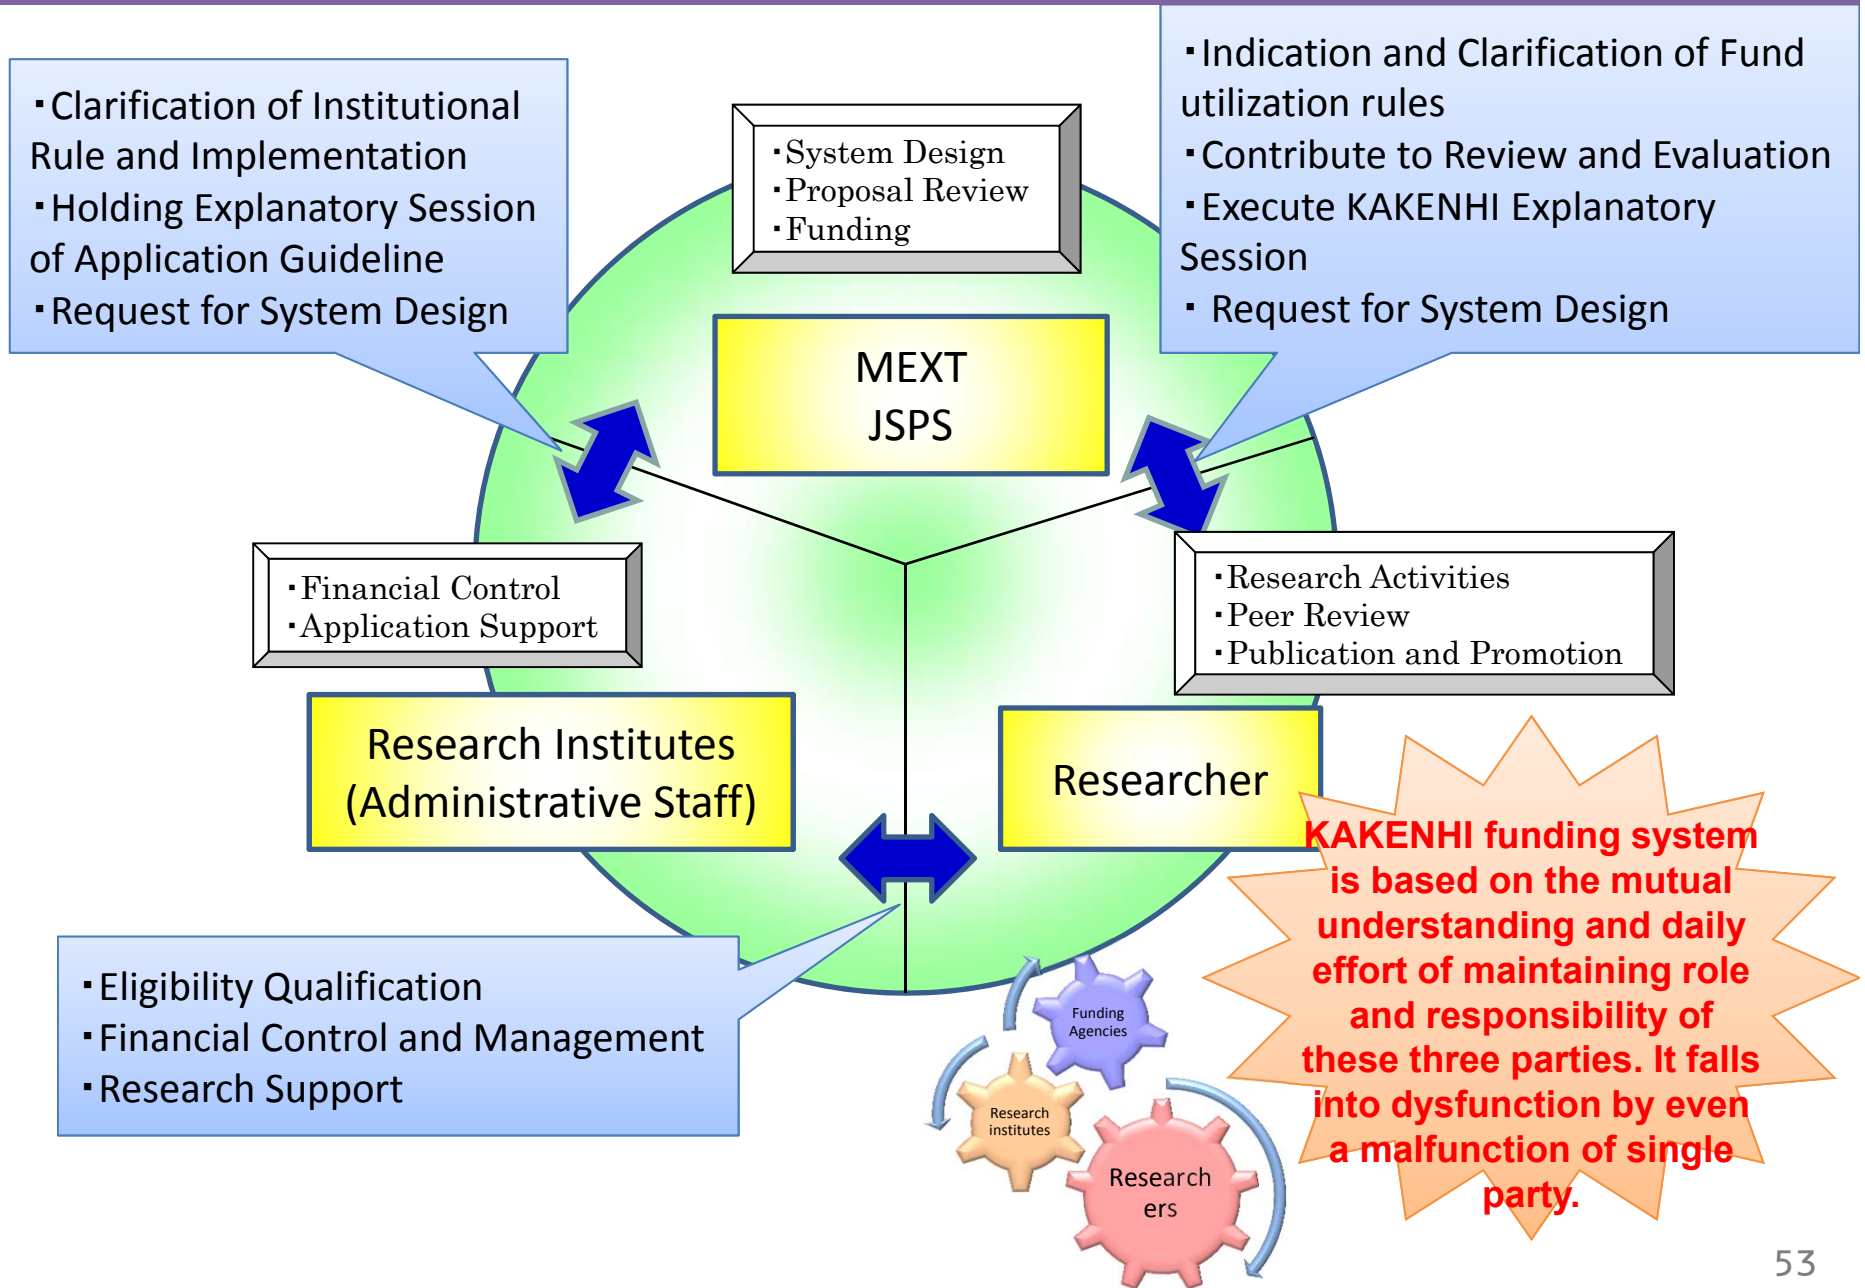 ・Clarification of Institutional
Rule and Implementation
・Holding Explanatory Session
of Application Guideline
・Request for System Design
・System Design
・Proposal Review
・Funding
・Indication and Clarification of Fund
utilization rules
・Contribute to Review and Evaluation
・Execute KAKENHI Explanatory
Session
・ Request for System Design
MEXT
JSPS
・Financial Control
・Application Support
・Research Activities
・Peer Review
・Publication and Promotion
Research Institutes
(Administrative Staff)
Researcher
KAKENHI funding system
is based on the mutual
understanding and daily
effort of maintaining role
and responsibility of
these three parties. It falls
into dysfunction by even
a malfunction of single
party.
・Eligibility Qualification
・Financial Control and Management
・Research Support
Funding
Agencies
Research
institutes
Research
ers
53